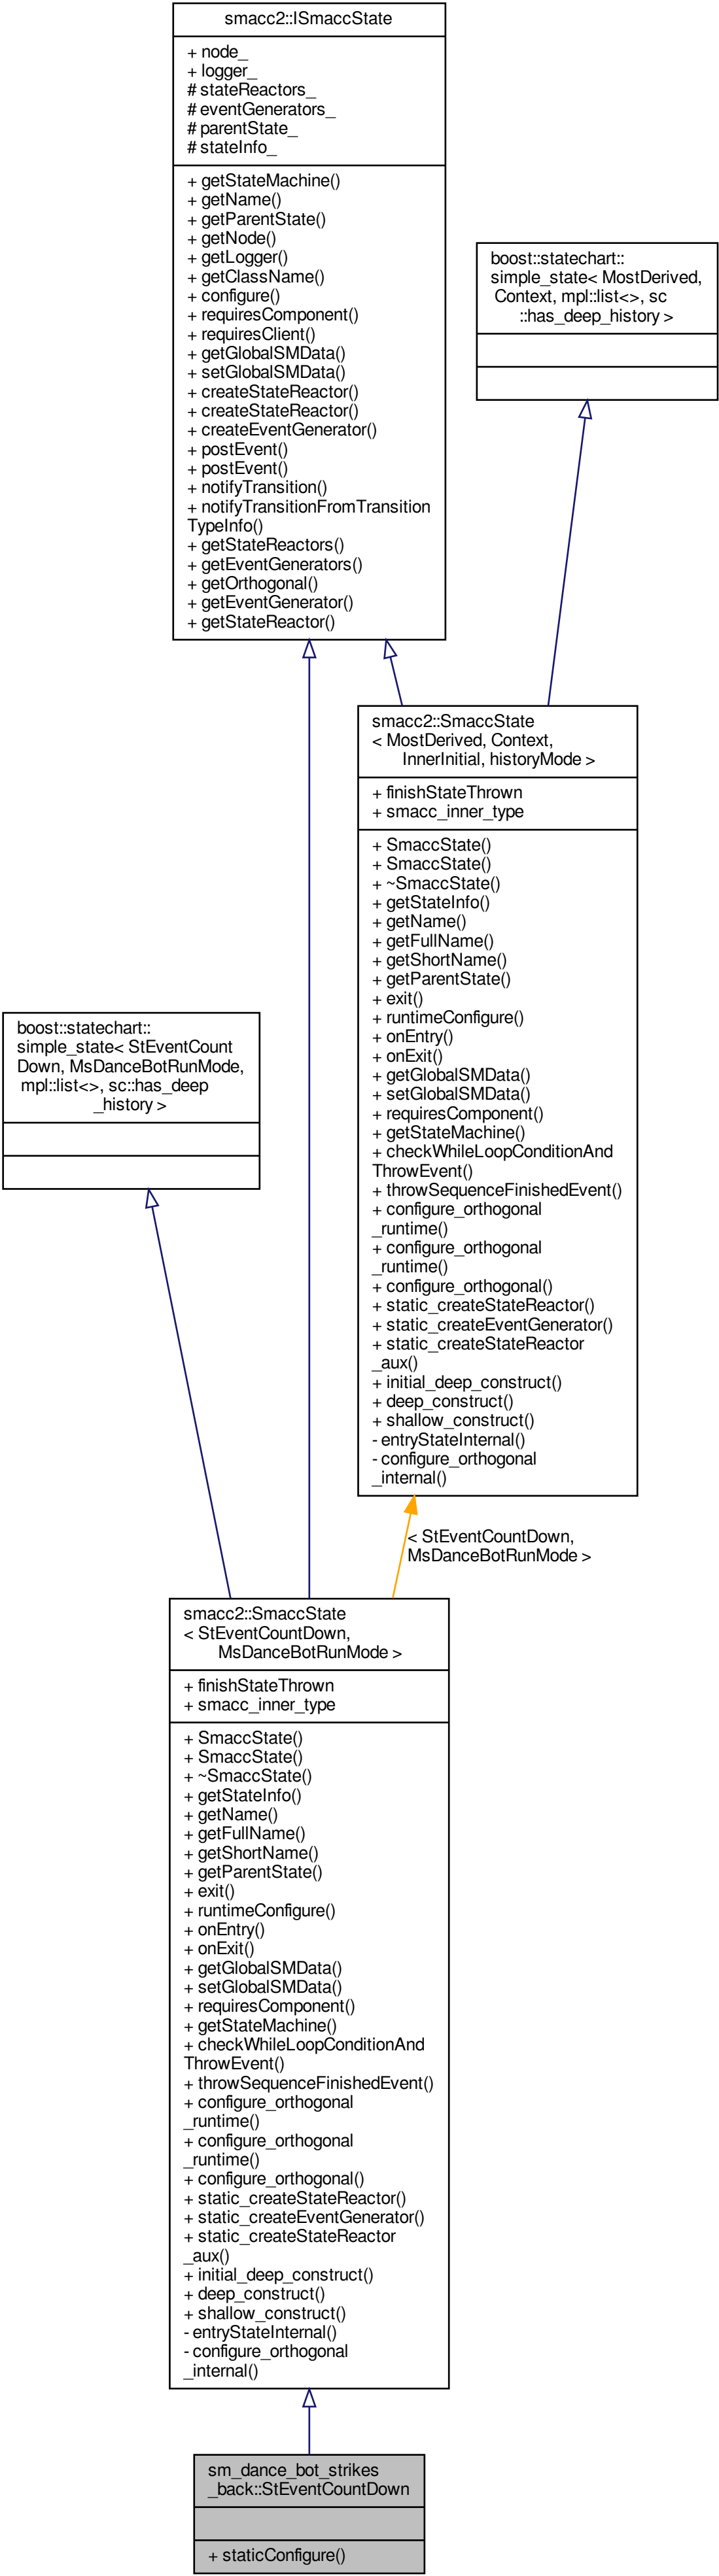 smacc2::ISmaccState
+ node_
+ logger_
# stateReactors_
# eventGenerators_
# parentState_
# stateInfo_
+ getStateMachine()
+ getName()
+ getParentState()
+ getNode()
+ getLogger()
+ getClassName()
+ configure()
+ requiresComponent()
+ requiresClient()
+ getGlobalSMData()
+ setGlobalSMData()
+ createStateReactor()
+ createStateReactor()
+ createEventGenerator()
+ postEvent()
+ postEvent()
+ notifyTransition()
+ notifyTransitionFromTransition
TypeInfo()
+ getStateReactors()
+ getEventGenerators()
+ getOrthogonal()
+ getEventGenerator()
+ getStateReactor()
boost::statechart::
simple_state< MostDerived,
Context, mpl::list<>, sc
::has_deep_history >
smacc2::SmaccState
< MostDerived, Context,
InnerInitial, historyMode >
+ finishStateThrown
+ smacc_inner_type
+ SmaccState()
+ SmaccState()
+ ~SmaccState()
+ getStateInfo()
+ getName()
+ getFullName()
+ getShortName()
+ getParentState()
+ exit()
+ runtimeConfigure()
+ onEntry()
+ onExit()
+ getGlobalSMData()
+ setGlobalSMData()
+ requiresComponent()
+ getStateMachine()
+ checkWhileLoopConditionAnd
ThrowEvent()
+ throwSequenceFinishedEvent()
+ configure_orthogonal
_runtime()
+ configure_orthogonal
_runtime()
+ configure_orthogonal()
+ static_createStateReactor()
+ static_createEventGenerator()
+ static_createStateReactor
_aux()
+ initial_deep_construct()
+ deep_construct()
+ shallow_construct()
- entryStateInternal()
- configure_orthogonal
_internal()
boost::statechart::
simple_state< StEventCount
Down, MsDanceBotRunMode,
mpl::list<>, sc::has_deep
_history >
< StEventCountDown,
MsDanceBotRunMode >
smacc2::SmaccState
< StEventCountDown,
MsDanceBotRunMode >
+ finishStateThrown
+ smacc_inner_type
+ SmaccState()
+ SmaccState()
+ ~SmaccState()
+ getStateInfo()
+ getName()
+ getFullName()
+ getShortName()
+ getParentState()
+ exit()
+ runtimeConfigure()
+ onEntry()
+ onExit()
+ getGlobalSMData()
+ setGlobalSMData()
+ requiresComponent()
+ getStateMachine()
+ checkWhileLoopConditionAnd
ThrowEvent()
+ throwSequenceFinishedEvent()
+ configure_orthogonal
_runtime()
+ configure_orthogonal
_runtime()
+ configure_orthogonal()
+ static_createStateReactor()
+ static_createEventGenerator()
+ static_createStateReactor
_aux()
+ initial_deep_construct()
+ deep_construct()
+ shallow_construct()
- entryStateInternal()
- configure_orthogonal
_internal()
sm_dance_bot_strikes
_back::StEventCountDown
+ staticConfigure()